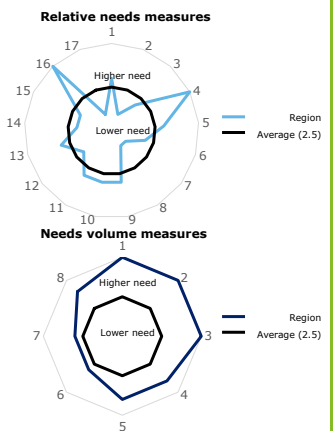 Relative needs measures
1
17
2
16
3
Higher need
15
4
14
Lower need
5
13
6
12
7
11
8
10
9
Region
Average (2.5)
Needs volume measures
1
8
2
Higher need
7
Lower need
3
6
4
5
Region
Average (2.5)